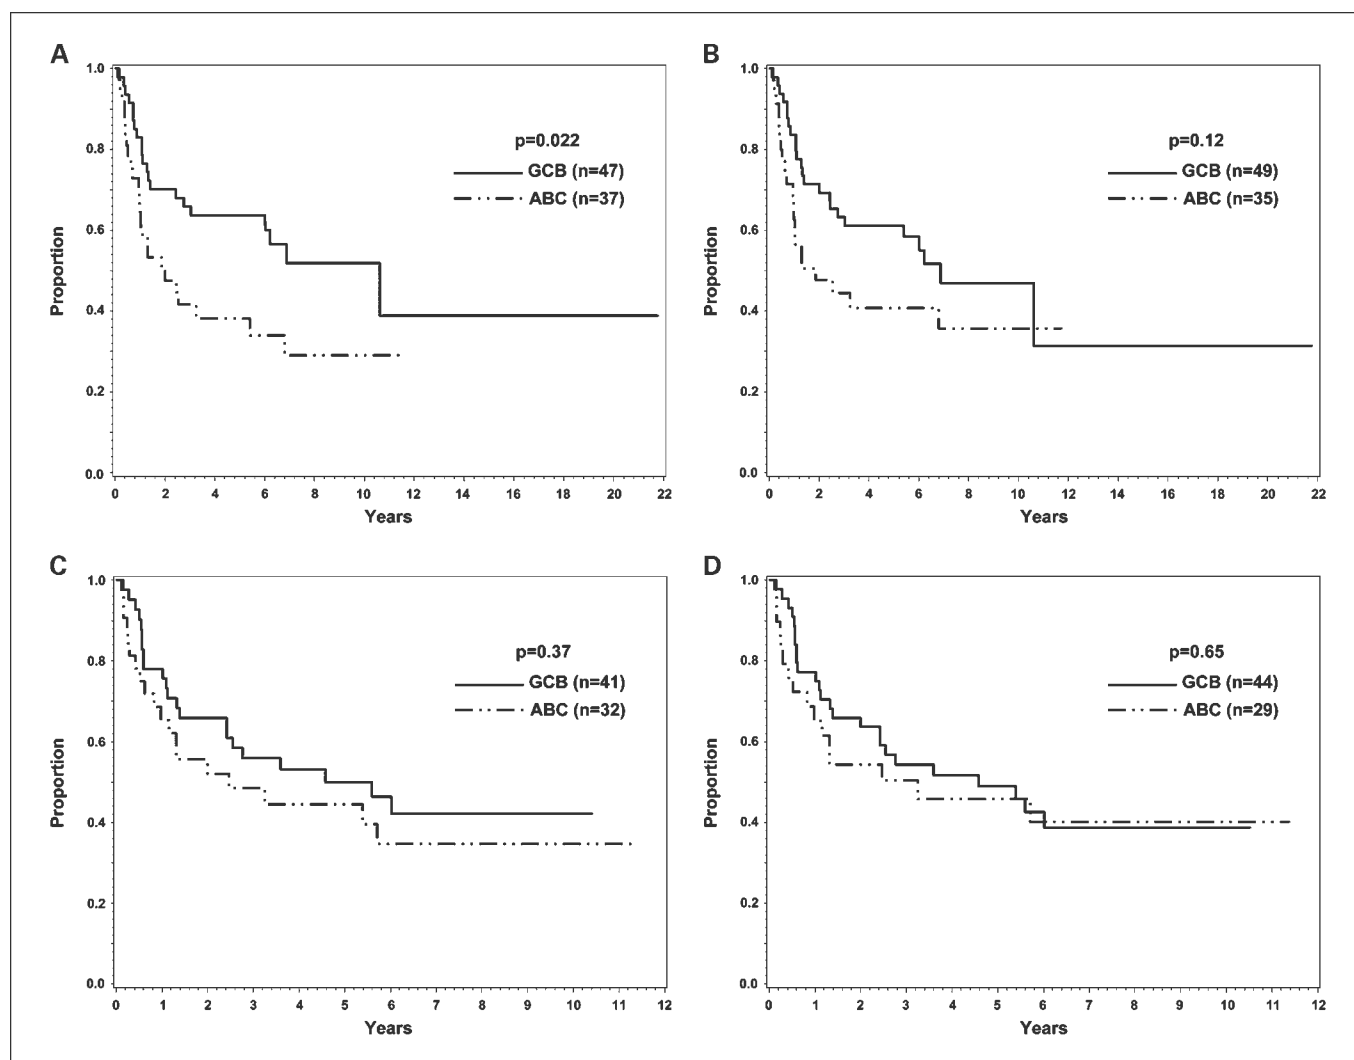 A
1.0
0.8
0.6
0.4
0.2
0.0
Proportion
p=0.022
GCB (n=47)
ABC (n=37)
0 2 4 6 8 10 12 14 16 18 20 22
Years
B
1.0
0.8
0.6
0.4
0.2
0.0
Proportion
p=0.12
GCB (n=49)
ABC (n=35)
0 2 4 6 8 10 12 14 16 18 20 22
Years
C
1.0
0.8
0.6
0.4
0.2
0.0
Proportion
p=0.37
GCB (n=41)
ABC (n=32)
0 1 2 3 4 5 6 7 8 9 10 11 12
Years
D
1.0
0.8
0.6
0.4
0.2
0.0
Proportion
p=0.65
GCB (n=44)
ABC (n=29)
0 1 2 3 4 5 6 7 8 9 10 11 12
Years